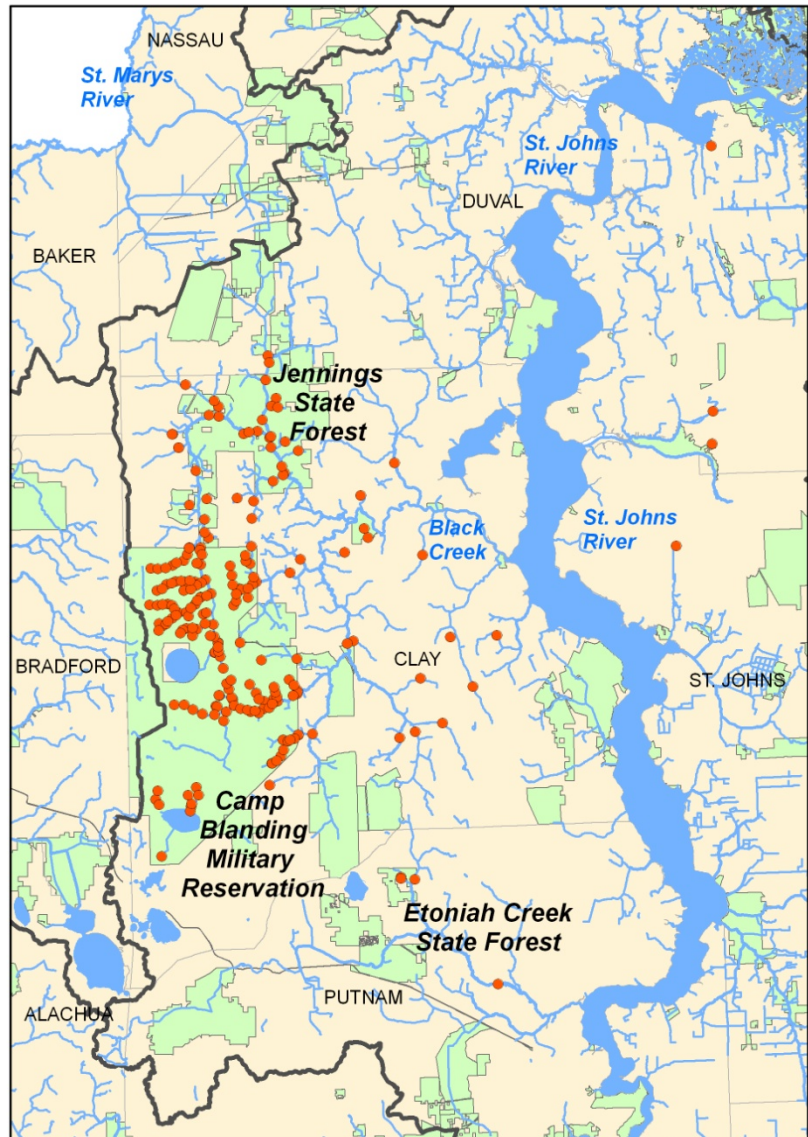 NASSAU
St. Marys
River
St. Johns
River
DUVAL
BAKER
Jennings
State
Forest
Black
Creek
St. Johns
River
BRADFORD
CLAY
ST. JOHNS
Camp
Blanding
Military
Reservation
Etoniah Creek
State Forest
PUTNAM
ALACHUA